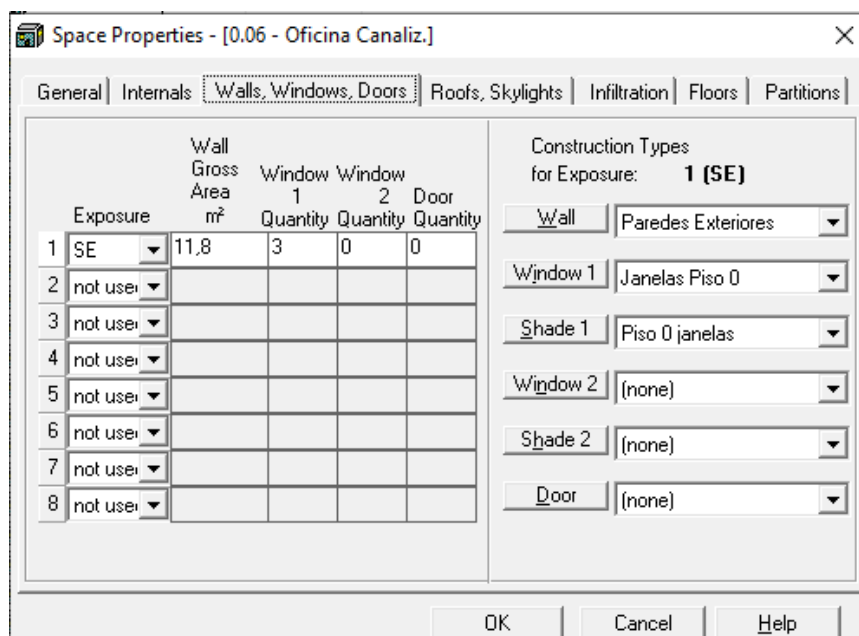 Space Properties - [0.06 - Oficina Canaliz.]
General Internals Walls, Windows, Doors Roofs, Skylights Infiltration Floors Partitions
Wall
Gross Window Window
Area 1 2 Door
Exposure m² Quantity Quantity Quantity
1 SE 11,8 3 0 0
2 not use
3 not use
4 not use
5 not use
6 not use
7 not use
8 not use
Construction Types
for Exposure: 1 (SE)
Wall Paredes Exteriores
Window 1 Janelas Piso 0
Shade 1 Piso 0 janelas
Window 2 (none)
Shade 2 (none)
Door (none)
OK Cancel Help